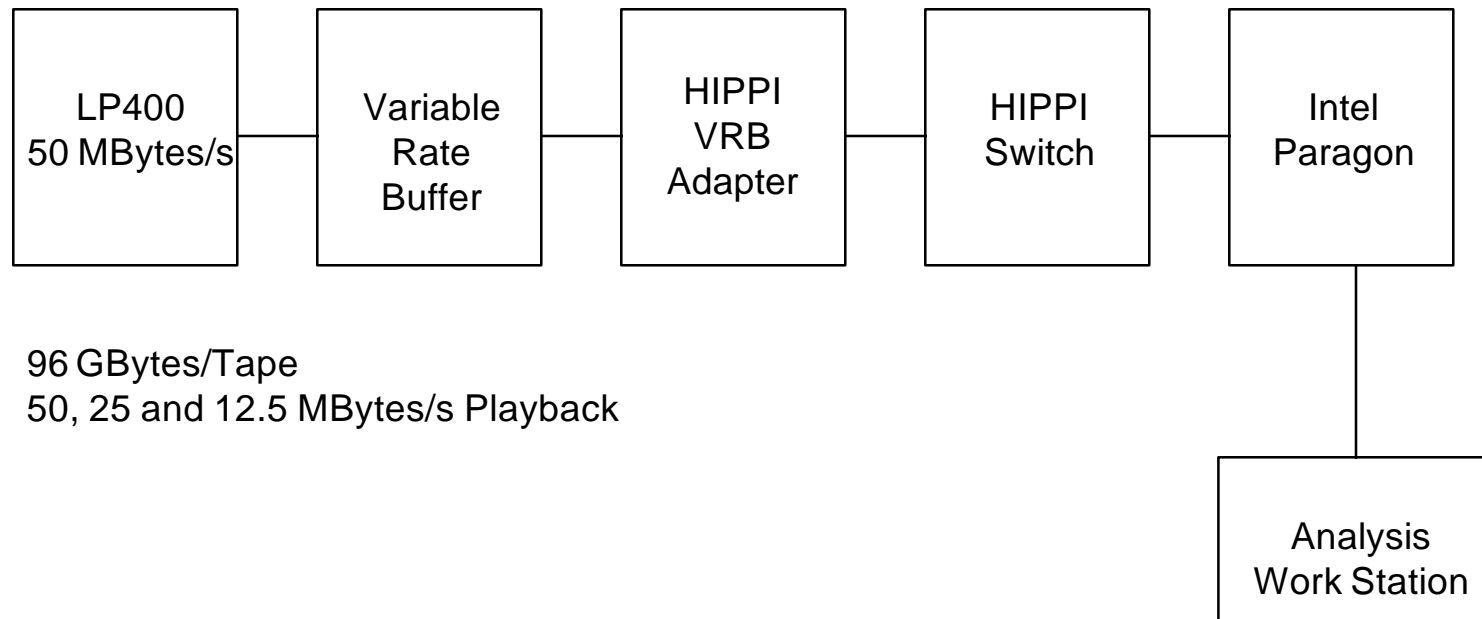 LP400
50 MBytes/s
Variable
Rate
Buffer
HIPPI
VRB
Adapter
HIPPI
Switch
Intel
Paragon
96 GBytes/Tape
50, 25 and 12.5 MBytes/s Playback
Analysis
Work Station